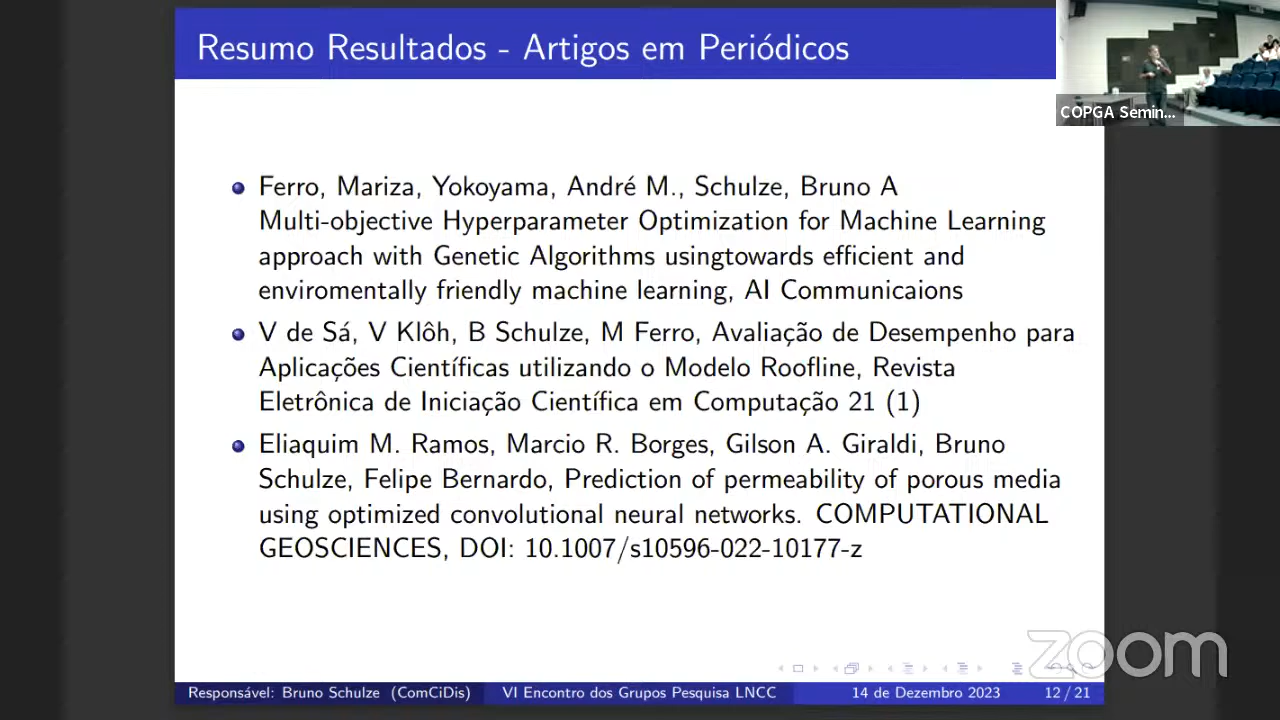 Resumo Resultados - Artigos em Periódicos
COPGA Semin...
Ferro, Mariza, Yokoyama, André M., Schulze, Bruno A
Multi-objective Hyperparameter Optimization for Machine Learning
approach with Genetic Algorithms usingtowards efficient and
enviromentally friendly machine learning, AI Communicaions
V de Sá, V Klôh, B Schulze, M Ferro, Avaliação de Desempenho para
Aplicações Científicas utilizando o Modelo Roofline, Revista
Eletrônica de Iniciação Científica em Computação 21 (1)
Eliaquim M. Ramos, Marcio R. Borges, Gilson A. Giraldi, Bruno
Schulze, Felipe Bernardo, Prediction of permeability of porous media
using optimized convolutional neural networks. COMPUTATIONAL
GEOSCIENCES, DOI: 10.1007/s10596-022-10177-z
zoom
Responsável: Bruno Schulze (ComCiDis) VI Encontro dos Grupos Pesquisa LNCC 14 de Dezembro 2023 12 / 21